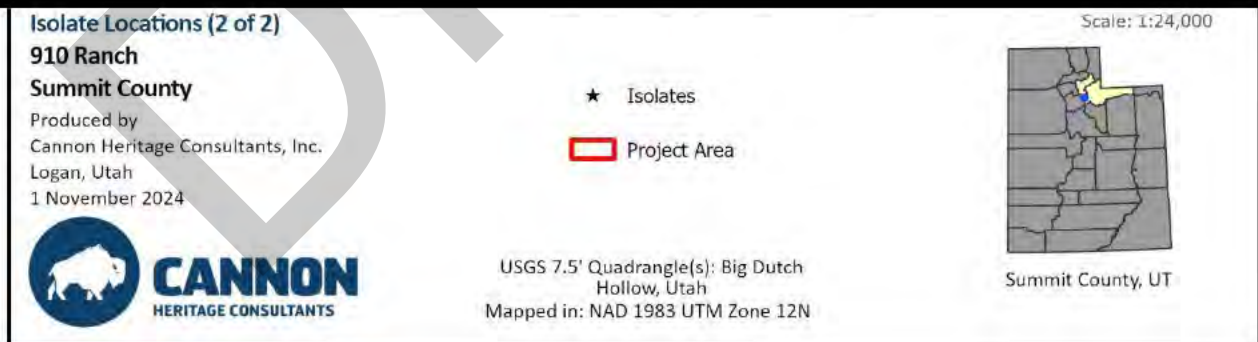 Isolate Locations (2 of 2)
910 Ranch
Summit County
Produced by
Cannon Heritage Consultants, Inc.
Logan, Utah
1 November 2024
CANNON
HERITAGE CONSULTANTS
Isolates
Project Area
USGS 7.5' Quadrangle(s): Big Dutch
Hollow, Utah
Mapped in: NAD 1983 UTM Zone 12N
Scale: 1:24,000
Summit County, UT